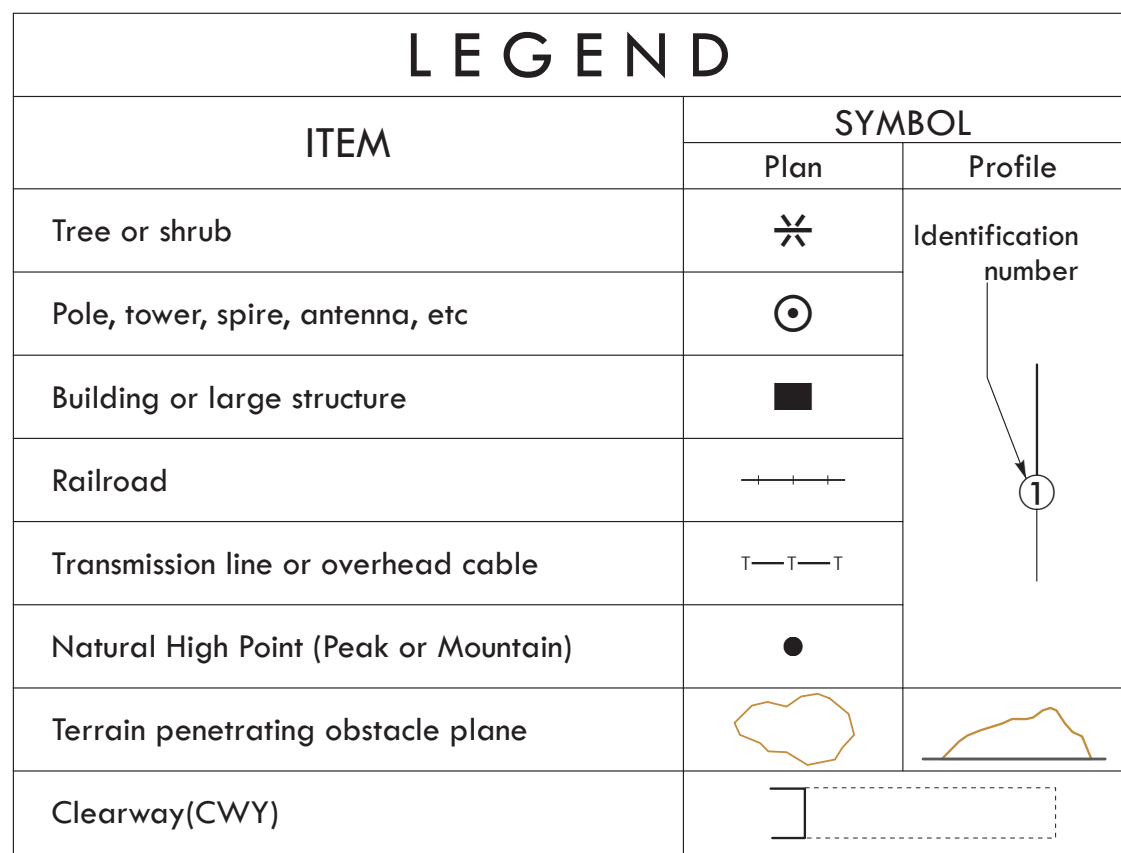 LEGEND
ITEM
SYMBOL
Plan
Profile
Tree or shrub
Identification
number
Pole, tower, spire, antenna, etc
Building or large structure
Railroad
1
Transmission line or overhead cable
T T T
Natural High Point (Peak or Mountain)
Terrain penetrating obstacle plane
Clearway(CWY)